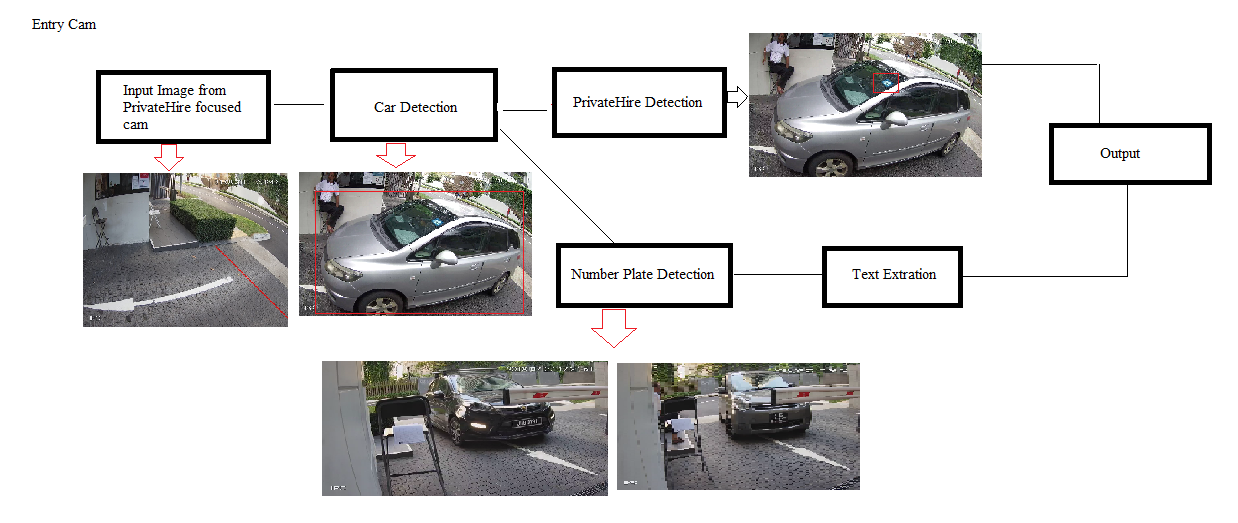 Entry Cam
Input Image from
PrivateHire focused
cam
Car Detection
PrivateHire Detection
Output
Number Plate Detection
Text Extration